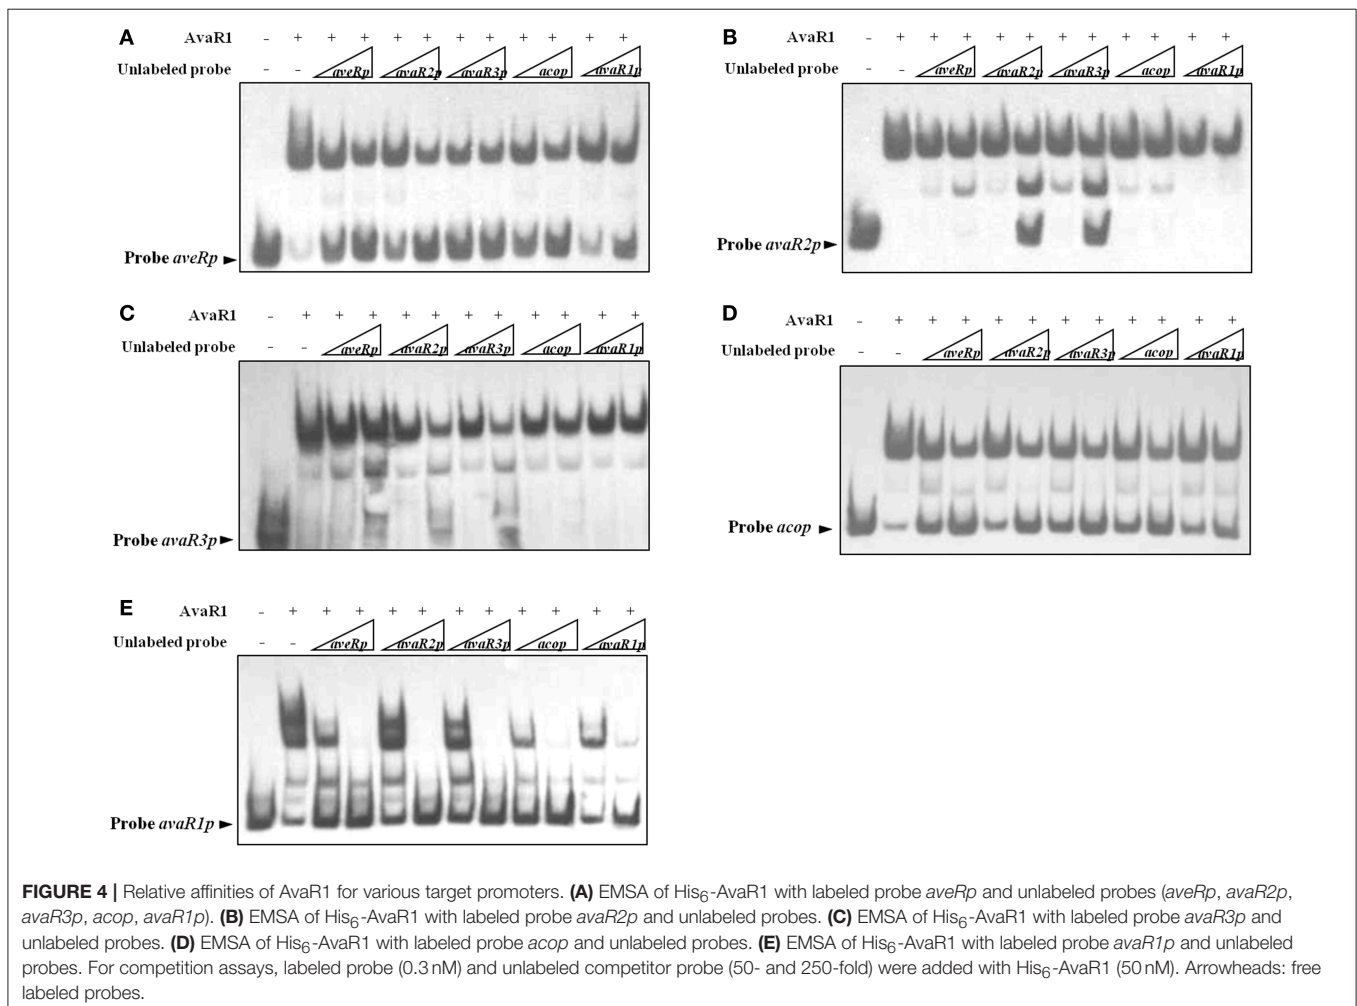 A
AvaR1 - + + + + + + + + + + +
Unlabeled probe - - aveRp avaR2p avaR3p acop avaR1p
Probe aveRp
B
AvaR1 - + + + + + + + + + + +
Unlabeled probe - - aveRp avaR2p avaR3p acop avaR1p
Probe avaR2p
C
AvaR1 - + + + + + + + + + + +
Unlabeled probe - - aveRp avaR2p avaR3p acop avaR1p
Probe avaR3p
D
AvaR1 - + + + + + + + + + + +
Unlabeled probe - - aveRp avaR2p avaR3p acop avaR1p
Probe acop
E
AvaR1 - + + + + + + + + + + +
Unlabeled probe - - aveRp avaR2p avaR3p acop avaR1p
Probe avaR1p
FIGURE 4 | Relative affinities of AvaR1 for various target promoters. (A) EMSA of His6-AvaR1 with labeled probe aveRp and unlabeled probes (aveRp, avaR2p,
avaR3p, acop, avaR1p). (B) EMSA of His6-AvaR1 with labeled probe avaR2p and unlabeled probes. (C) EMSA of His6-AvaR1 with labeled probe avaR3p and
unlabeled probes. (D) EMSA of His6-AvaR1 with labeled probe acop and unlabeled probes. (E) EMSA of His6-AvaR1 with labeled probe avaR1p and unlabeled
probes. For competition assays, labeled probe (0.3 nM) and unlabeled competitor probe (50- and 250-fold) were added with His6-AvaR1 (50 nM). Arrowheads: free
labeled probes.